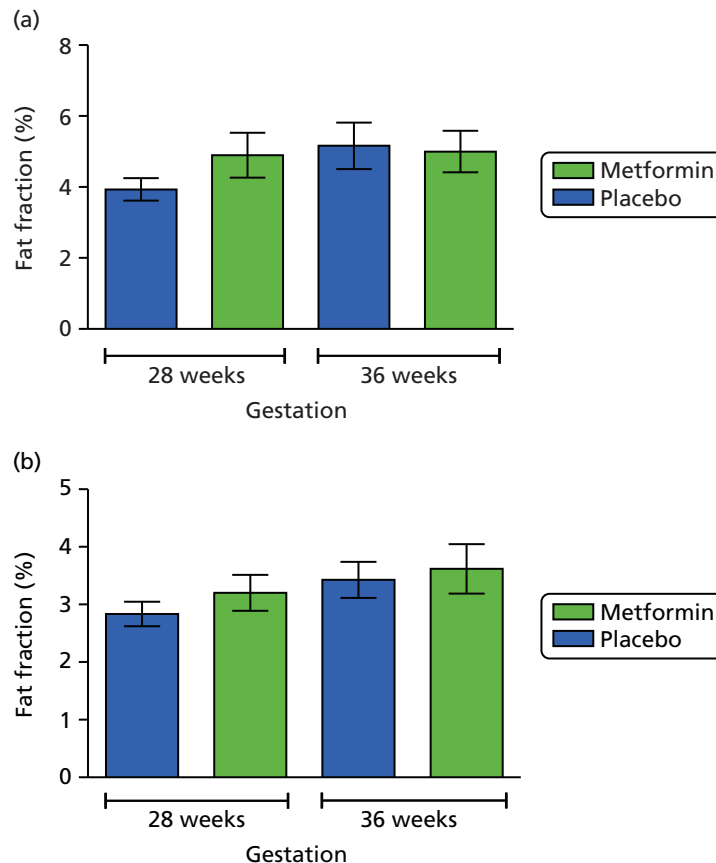 (a)
Fat fraction (%)
8
6
4
2
0
28 weeks
36 weeks
Gestation
Metformin
Placebo
(b)
Fat fraction (%)
5
4
3
2
1
0
28 weeks
36 weeks
Gestation
Metformin
Placebo